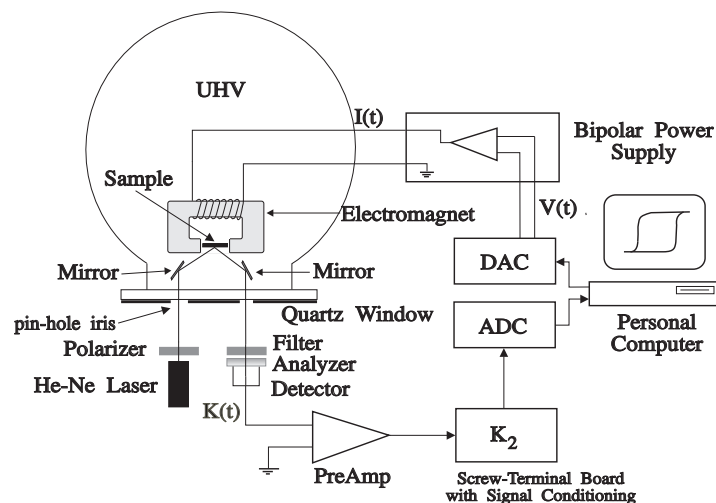 UHV
I(t)
Bipolar Power
Supply
Sample
Electromagnet
V(t)
Mirror
Mirror
DAC
Quartz Window
pin-hole iris
ADC
Personal
Computer
Polarizer
Filter
Analyzer
He-Ne Laser
Detector
K(t)
K2
PreAmp
Screw-Terminal Board
with Signal Conditioning